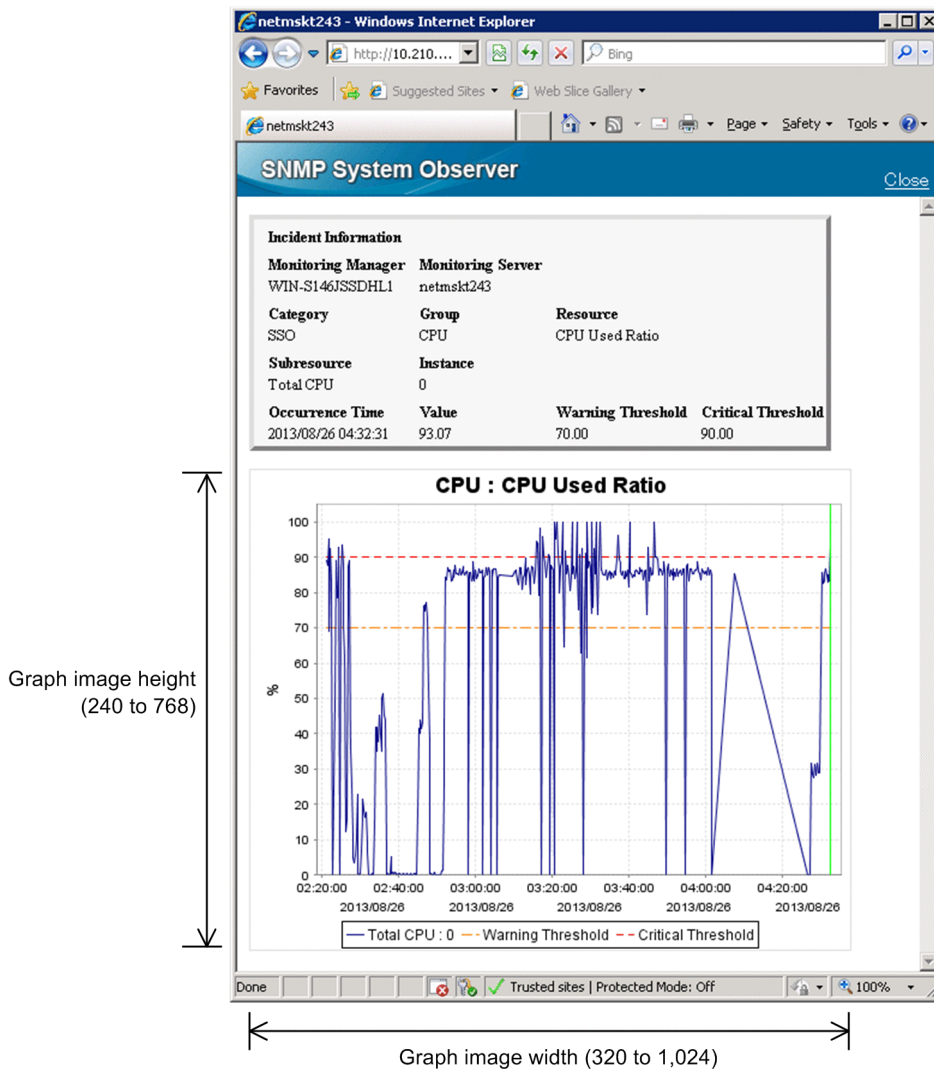 netmskt243 - Windows Internet Explorer
http://10.210....
Bing
Favorites
Suggested Sites
Web Slice Gallery
netmskt243
Page
Safety
Tools
SNMP System Observer
Close
Incident Information
Monitoring Manager Monitoring Server
WIN-S146JSSDHL1 netmskt243
Category Group Resource
SSO CPU CPU Used Ratio
Subresource Instance
Total CPU 0
Occurrence Time Value Warning Threshold Critical Threshold
2013/08/26 04:32:31 93.07 70.00 90.00
CPU : CPU Used Ratio
100
90
80
70
60
50
40
30
20
10
0
%
02:20:00 02:40:00 03:00:00 03:20:00 03:40:00 04:00:00 04:20:00
2013/08/26 2013/08/26 2013/08/26 2013/08/26 2013/08/26
Total CPU : 0 Warning Threshold Critical Threshold
Graph image height
(240 to 768)
Done
Trusted sites | Protected Mode: Off
100%
Graph image width (320 to 1,024)